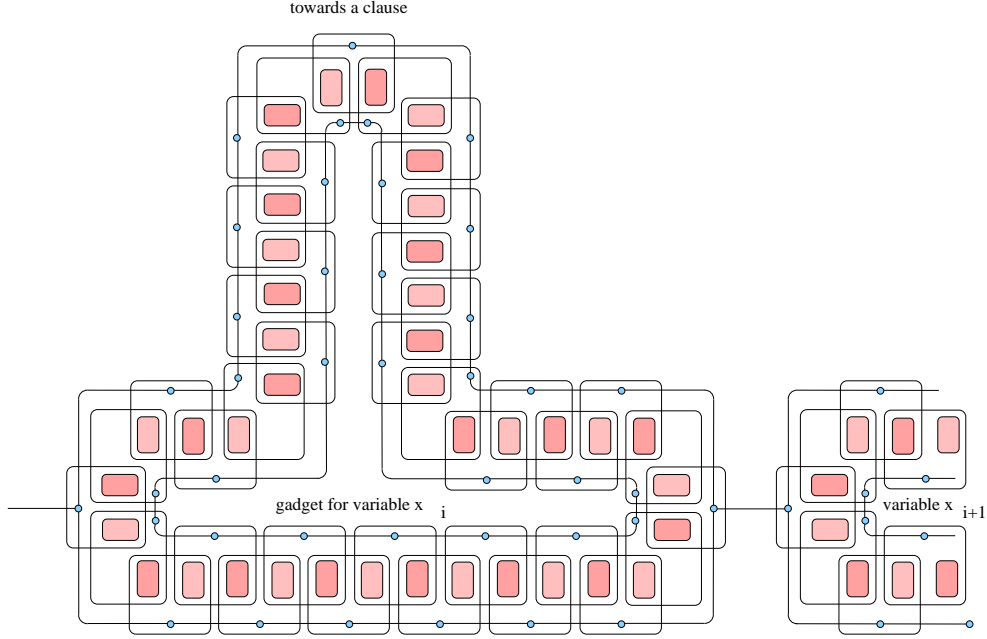 towards a clause
gadget for variable x i
variable x i+1